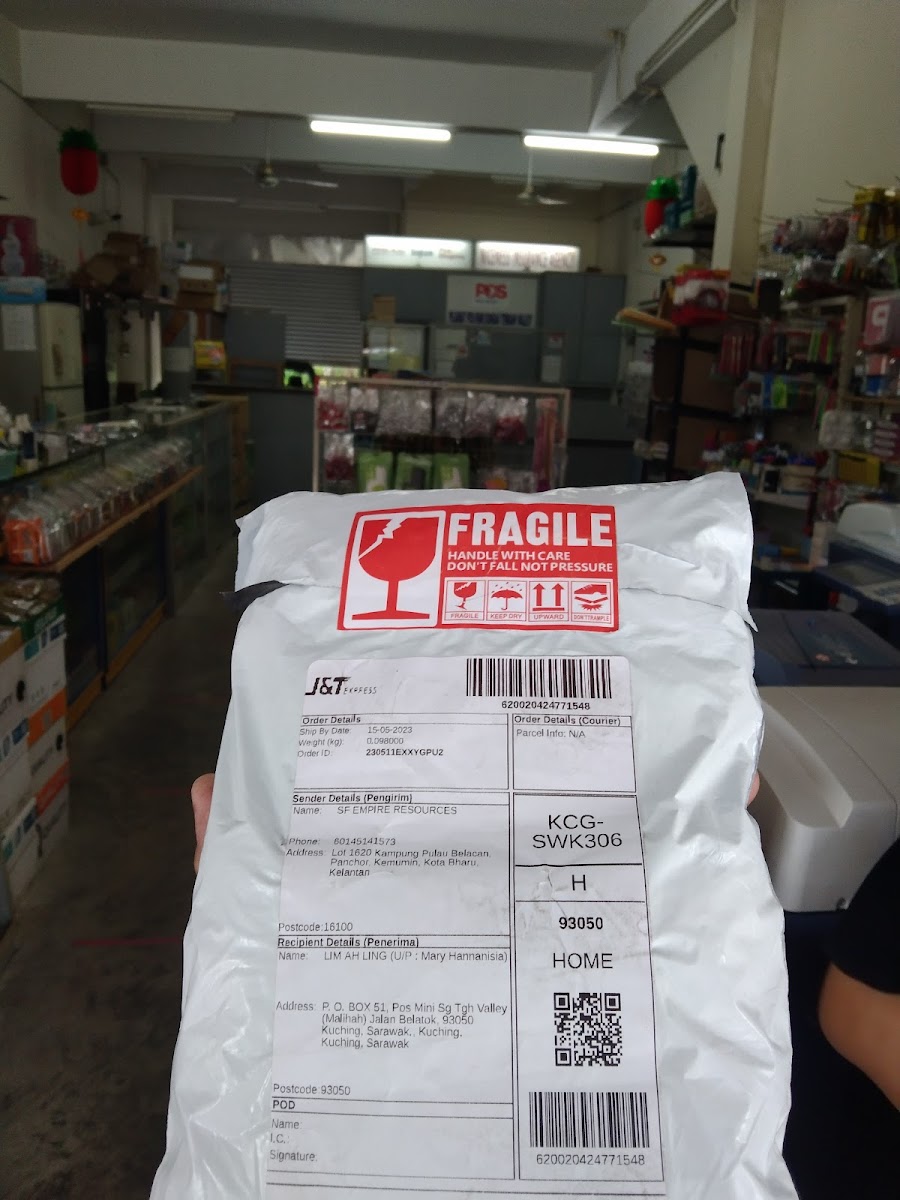 POS
FRAGILE
HANDLE WITH CARE
DON'T FALL NOT PRESSURE
FRAGILE
KEEP DRY
UPWARD
DON'T TRAMPLE
J&T EXPRESS
620020424771548
Order Details
Ship By Date: 15-05-2023
Weight (kg): 0.098000
Order ID: 230511EXXYGPU2
Order Details (Courier)
Parcel Info: N/A
Sender Details (Pengirim)
Name: SF EMPIRE RESOURCES
Phone: 60145141573
Address: Lot 1620 Kampung Pulau Belacan,
Panchor, Kemumin, Kota Bharu,
Kelantan
Postcode:16100
KCG-
SWK306
H
93050
HOME
Recipient Details (Penerima)
Name: LIM AH LING (U/P : Mary Hannanisia)
Address: P. O. BOX 51, Pos Mini Sg Tgh Valley
(Malihah) Jalan Belatok, 93050
Kuching, Sarawak,, Kuching,
Kuching, Sarawak
Postcode:93050
POD
Name:
I.C.:
Signature:
620020424771548